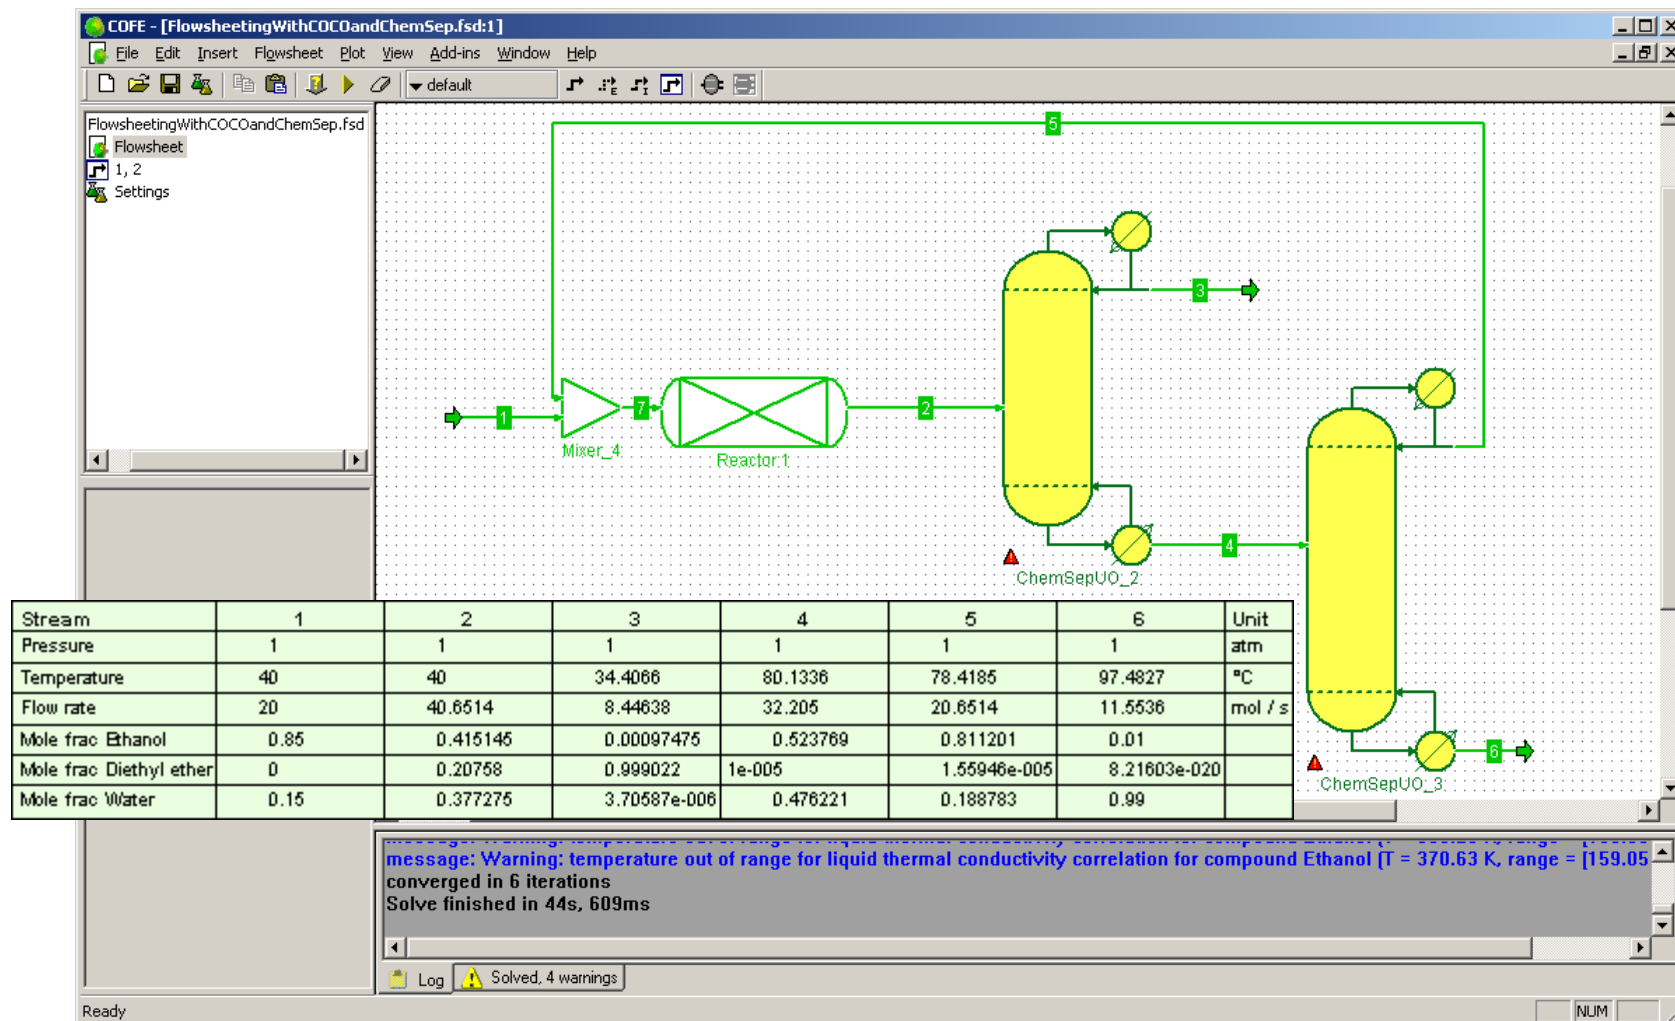 COFE - [FlowsheetingWithCOCOandChemSep.fsd:1]
File Edit Insert Flowsheet Plot View Add-ins Window Help
default
FlowsheetingWithCOCOandChemSep.fsd
Flowsheet
1, 2
Settings
5
3
1
7
2
Mixer_4
Reactor 1
4
ChemSepUO_2
6
ChemSepUO_3
Stream 1 2 3 4 5 6 Unit
Pressure 1 1 1 1 1 1 atm
Temperature 40 40 34.4066 80.1336 78.4185 97.4827 °C
Flow rate 20 40.6514 8.44638 32.205 20.6514 11.5536 mol / s
Mole frac Ethanol 0.85 0.415145 0.00097475 0.523769 0.811201 0.01
Mole frac Diethyl ether 0 0.20758 0.999022 1e-005 1.55946e-005 8.21603e-020
Mole frac Water 0.15 0.377275 3.70587e-006 0.476221 0.188783 0.99
message: Warning: temperature out of range for liquid thermal conductivity correlation for compound Ethanol (T = 370.63 K, range = [159.05
converged in 6 iterations
Solve finished in 44s, 609ms
Log Solved, 4 warnings
Ready NUM